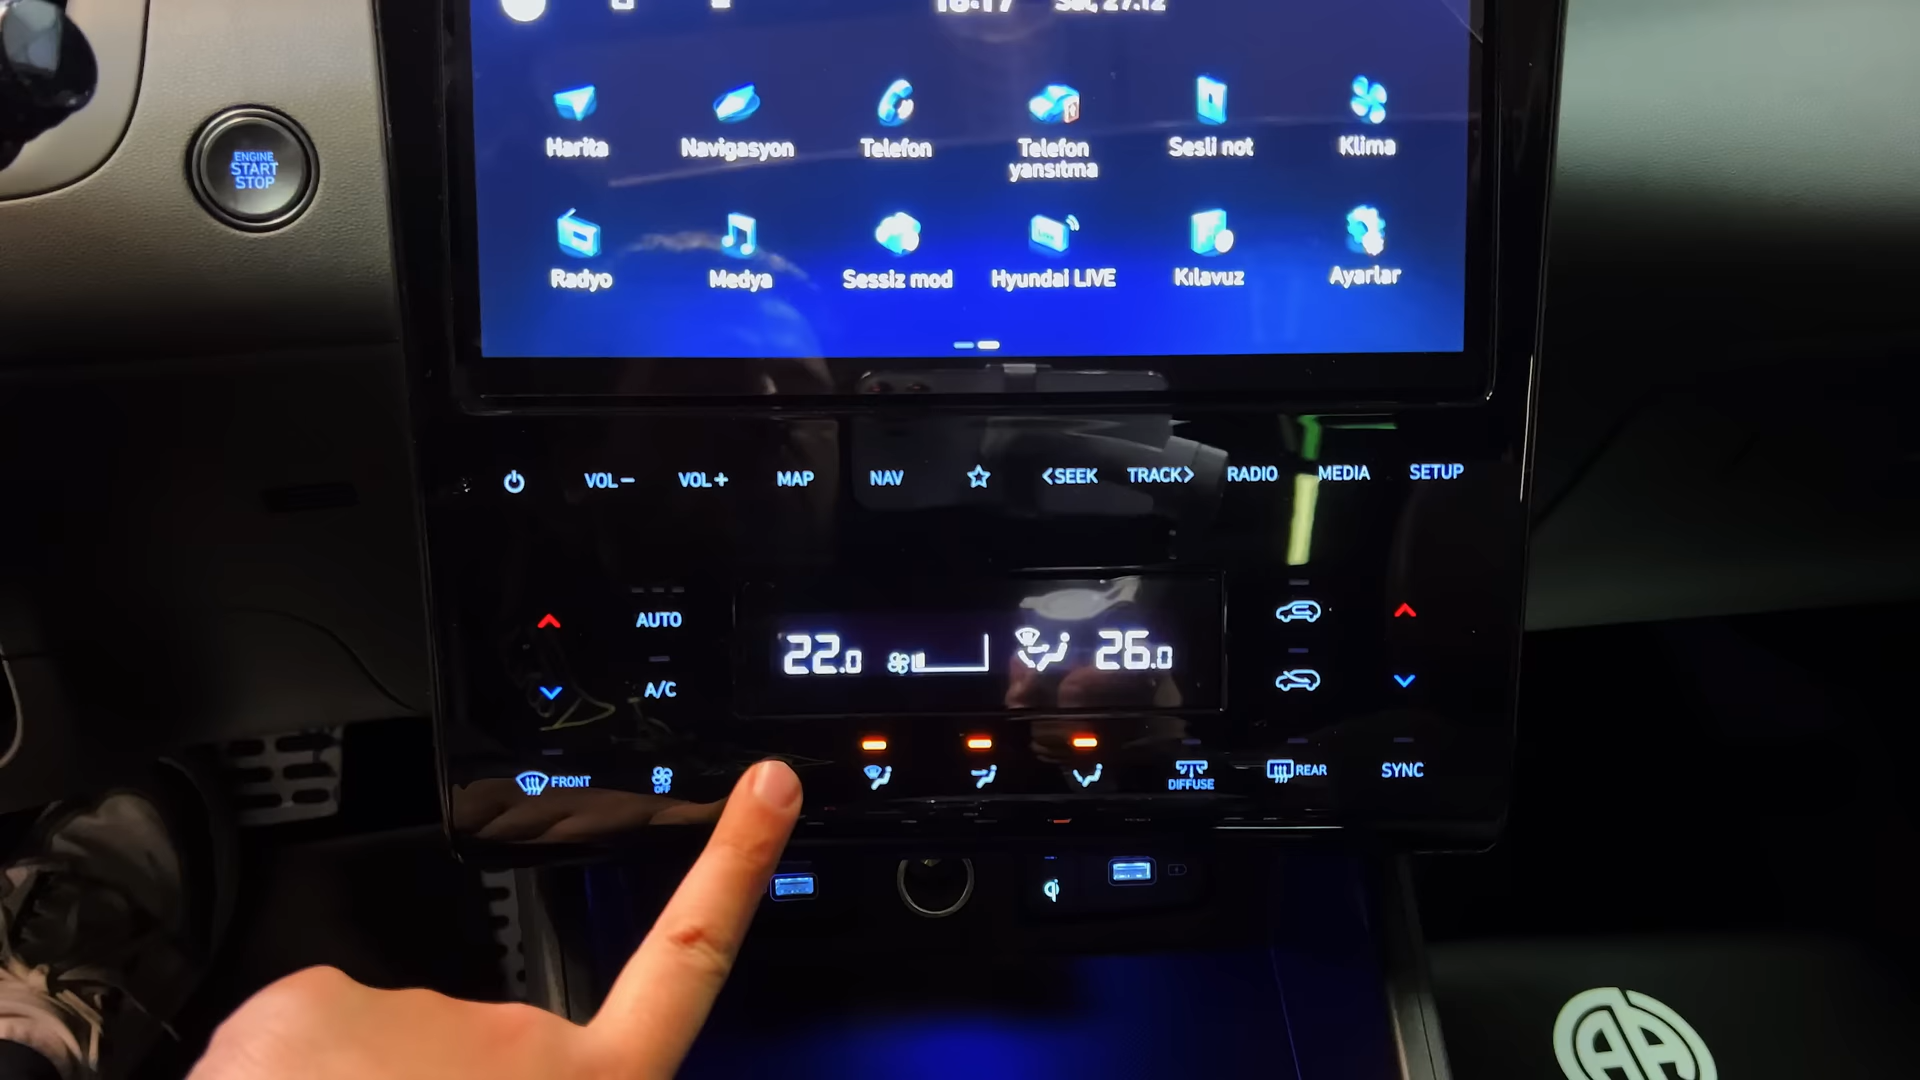 ENGINE
START
STOP
Harita
Navigasyon
Telefon
Telefon
yansıtma
Sesli not
Klima
Radyo
Medya
Sessiz mod
Hyundai LIVE
Kılavuz
Ayarlar
VOL−
VOL+
MAP
NAV
<SEEK
TRACK>
RADIO
MEDIA
SETUP
AUTO
A/C
22.0
26.0
FRONT
OFF
DIFFUSE
REAR
SYNC